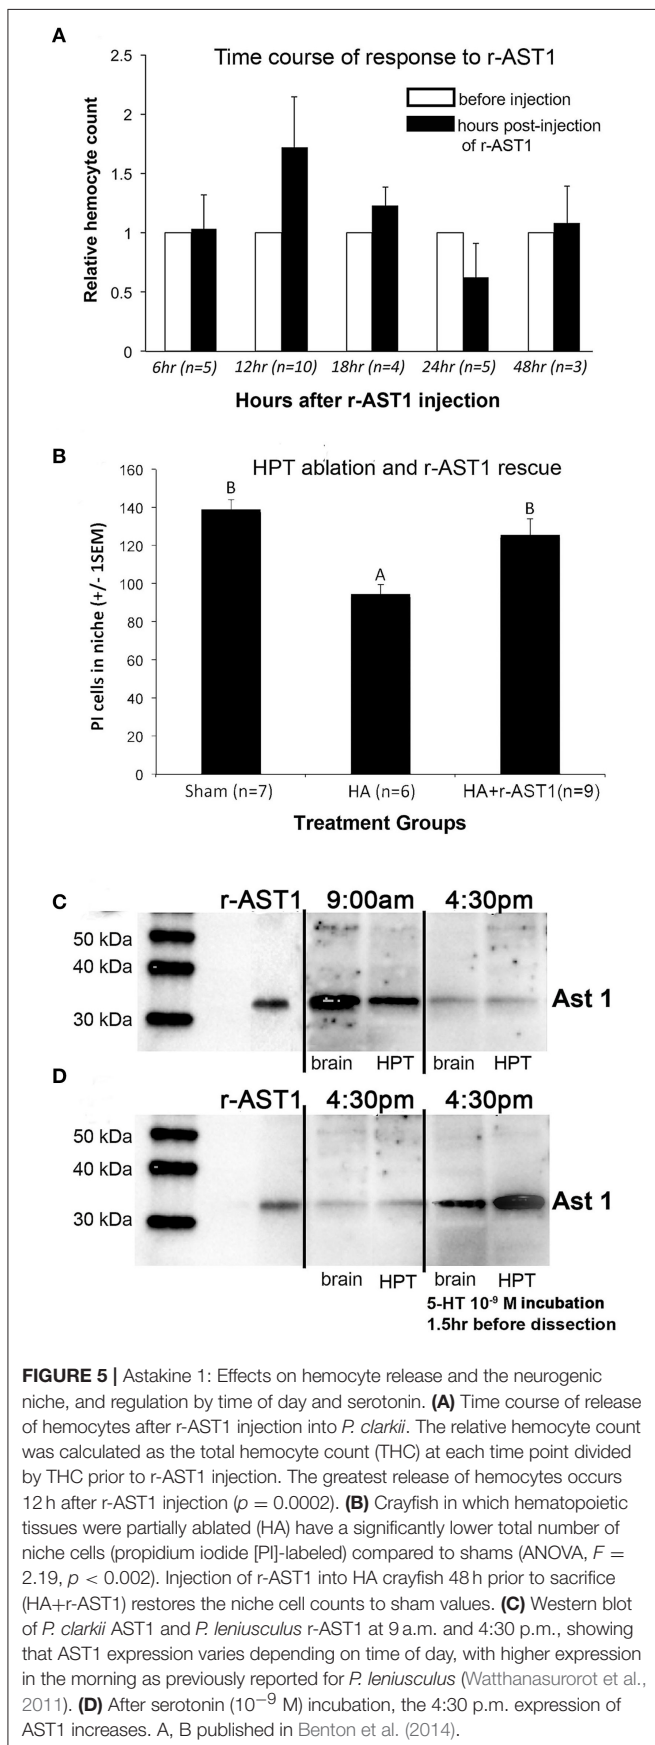 A
Time course of response to r-AST1
2.5
2
1.5
1
0.5
0
Relative hemocyte count
before injection
hours post-injection
of r-AST1
6hr (n=5) 12hr (n=10) 18hr (n=4) 24hr (n=5) 48hr (n=3)
Hours after r-AST1 injection
B
HPT ablation and r-AST1 rescue
160
140
120
100
80
60
40
20
0
PI cells in niche (+/- 1SEM)
B
A
B
Sham (n=7) HA (n=6) HA+r-AST1(n=9)
Treatment Groups
C
r-AST1 9:00am 4:30pm
50 kDa
40 kDa
30 kDa
Ast 1
brain HPT brain HPT
D
r-AST1 4:30pm 4:30pm
50 kDa
40 kDa
30 kDa
Ast 1
brain HPT brain HPT
5-HT 10⁻⁹ M incubation
1.5hr before dissection
FIGURE 5 | Astakine 1: Effects on hemocyte release and the neurogenic
niche, and regulation by time of day and serotonin. (A) Time course of release
of hemocytes after r-AST1 injection into P. clarkii. The relative hemocyte count
was calculated as the total hemocyte count (THC) at each time point divided
by THC prior to r-AST1 injection. The greatest release of hemocytes occurs
12 h after r-AST1 injection (p = 0.0002). (B) Crayfish in which hematopoietic
tissues were partially ablated (HA) have a significantly lower total number of
niche cells (propidium iodide [PI]-labeled) compared to shams (ANOVA, F =
2.19, p < 0.002). Injection of r-AST1 into HA crayfish 48 h prior to sacrifice
(HA+r-AST1) restores the niche cell counts to sham values. (C) Western blot
of P. clarkii AST1 and P. leniusculus r-AST1 at 9 a.m. and 4:30 p.m., showing
that AST1 expression varies depending on time of day, with higher expression
in the morning as previously reported for P. leniusculus (Watthanasurorot et al.,
2011). (D) After serotonin (10⁻⁹ M) incubation, the 4:30 p.m. expression of
AST1 increases. A, B published in Benton et al. (2014).